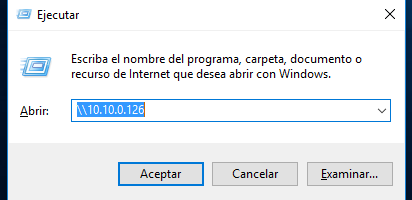 Ejecutar
Escriba el nombre del programa, carpeta, documento o
recurso de Internet que desea abrir con Windows.
Abrir: \\10.10.0.126
Aceptar Cancelar Examinar...